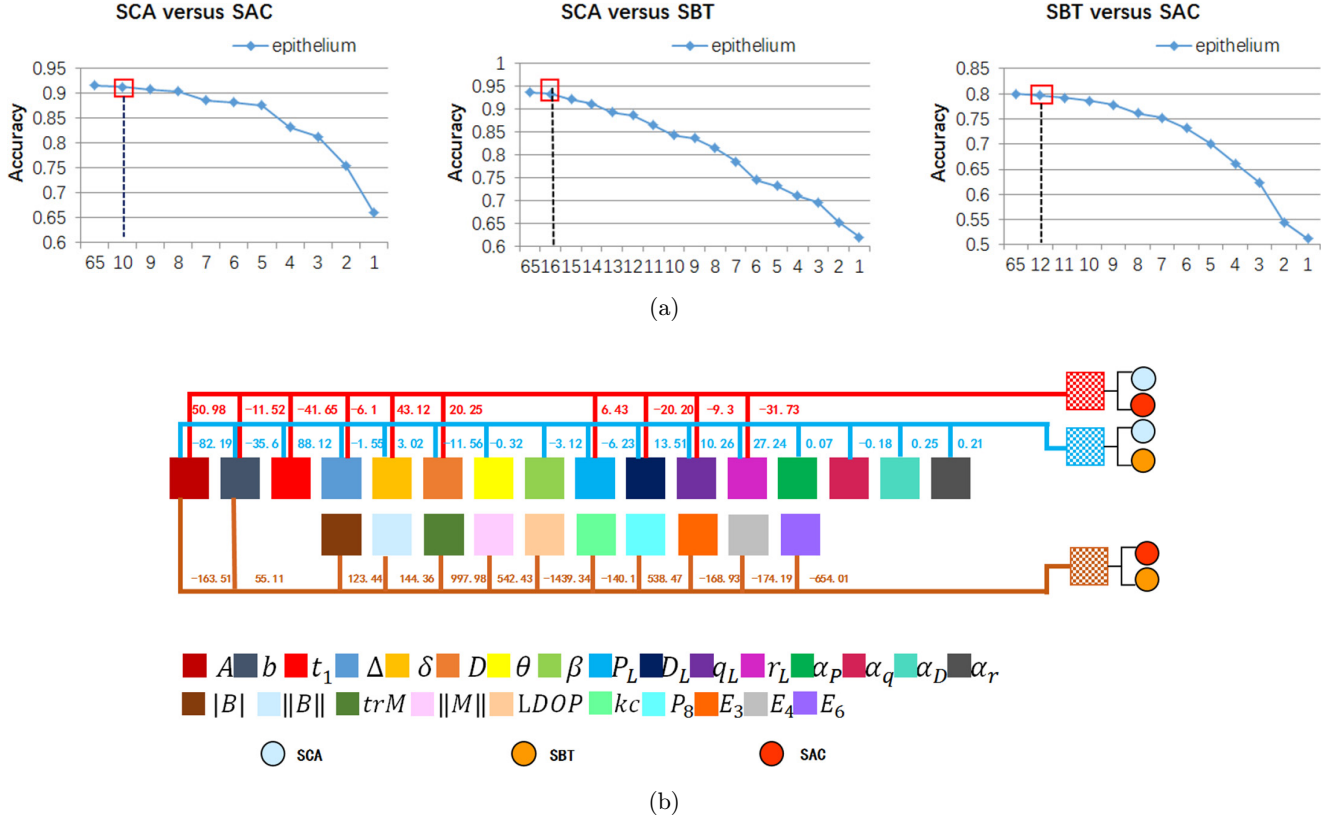 SCA versus SAC
SCA versus SBT
SBT versus SAC
epithelium
epithelium
epithelium
Accuracy
0.95
0.9
0.85
0.8
0.75
0.7
0.65
0.6
65 10 9 8 7 6 5 4 3 2 1
Accuracy
1
0.95
0.9
0.85
0.8
0.75
0.7
0.65
0.6
65 16 15 14 13 12 11 10 9 8 7 6 5 4 3 2 1
Accuracy
0.85
0.8
0.75
0.7
0.65
0.6
0.55
0.5
65 12 11 10 9 8 7 6 5 4 3 2 1
(a)
50.98 -11.52 -41.65 -6.1 43.12 20.25 6.43 -20.20 -9.3 -31.73
-82.19 -35.6 88.12 -1.55 3.02 -11.56 -0.32 -3.12 -6.23 13.51 10.26 27.24 0.07 -0.18 0.25 0.21
-163.51 55.11 123.44 144.36 997.98 542.43 -1439.34 -140.1 538.47 -168.93 -174.19 -654.01
A b t₁ Δ δ D θ β P_L D_L q_L r_L α_P α_q α_D α_r
|B| ‖B‖ trM ‖M‖ LDOP kc P₈ E₃ E₄ E₆
SCA SBT SAC
(b)